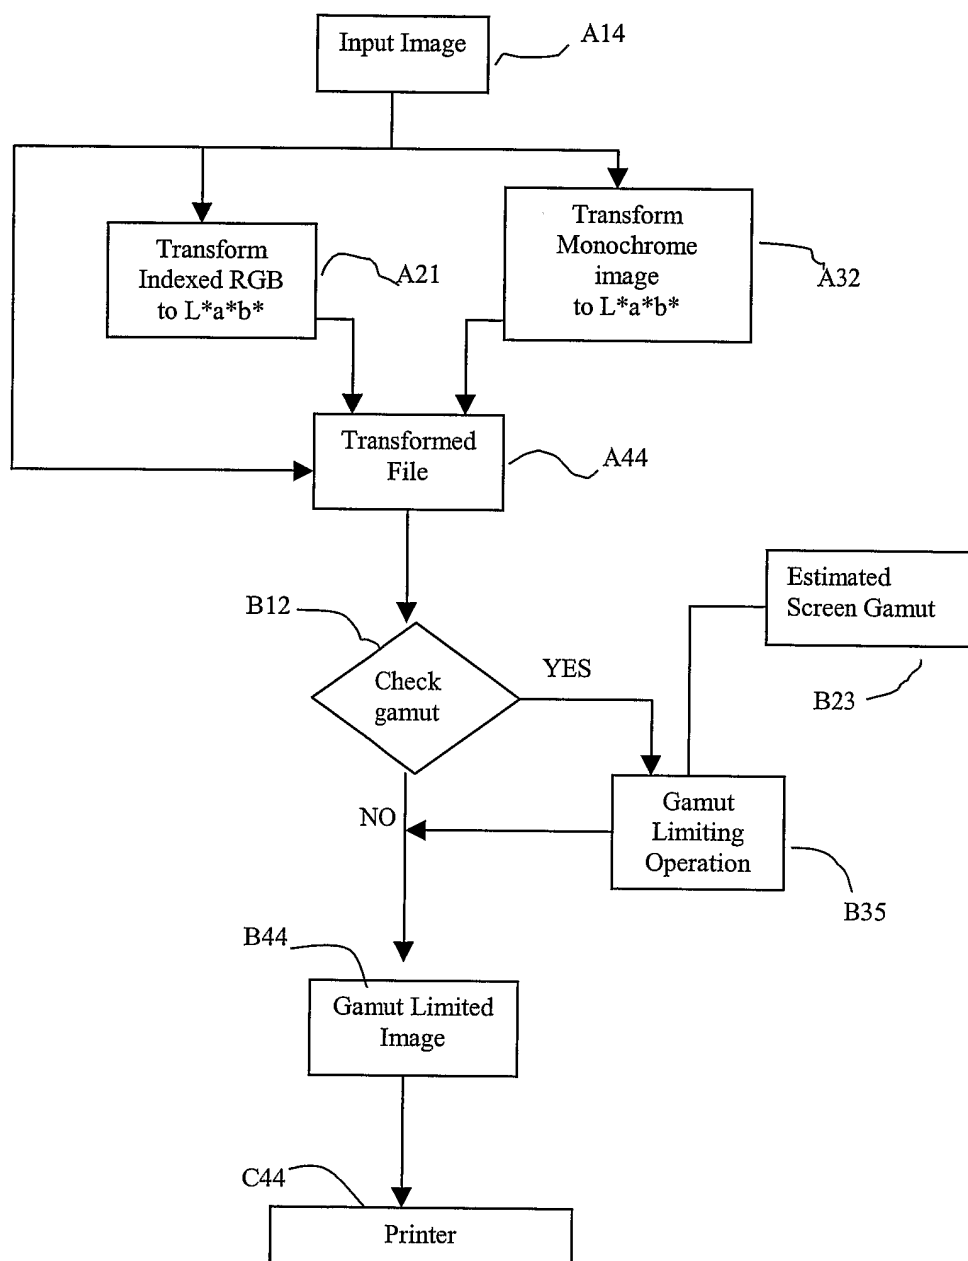 Input Image
A14
Transform
Indexed RGB
to L*a*b*
A21
Transform
Monochrome
image
to L*a*b*
A32
Transformed
File
A44
B12
Check
gamut
YES
Estimated
Screen Gamut
B23
NO
Gamut
Limiting
Operation
B35
B44
Gamut Limited
Image
C44
Printer